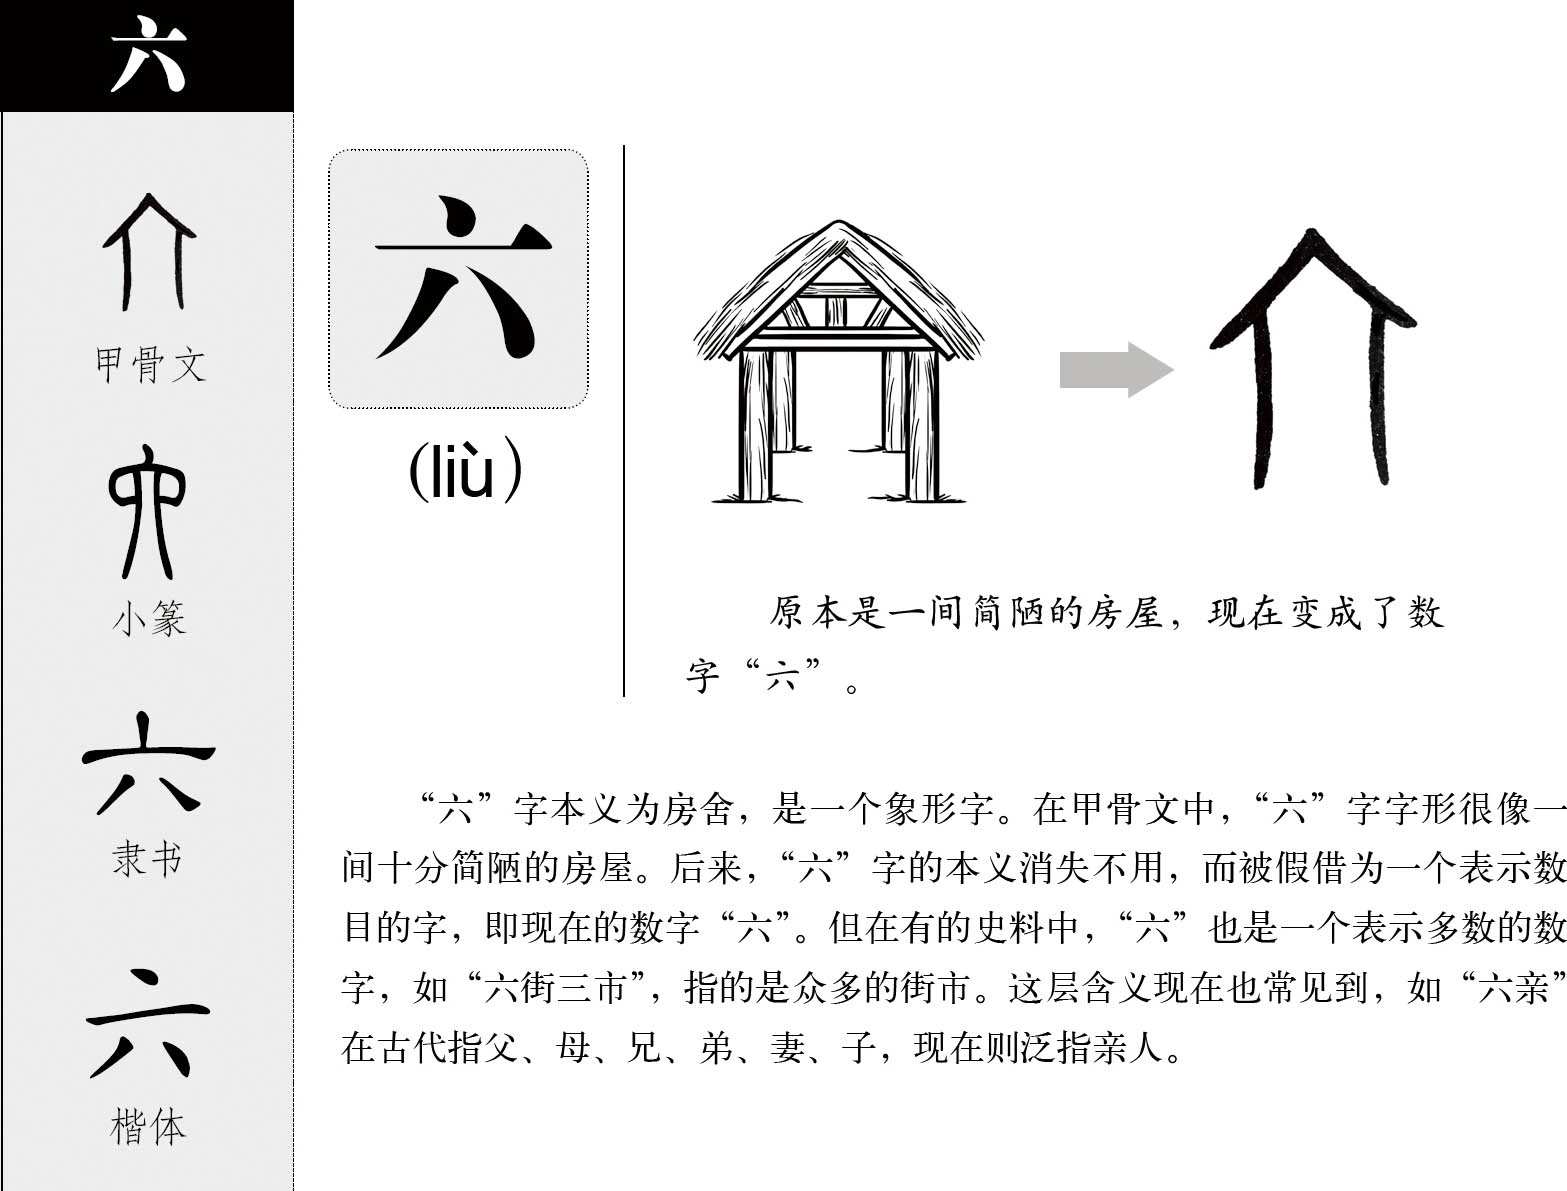 六
甲骨文
小篆
隶书
楷体
六
(liù)
原本是一间简陋的房屋，现在变成了数
字“六”。
“六”字本义为房舍，是一个象形字。在甲骨文中，“六”字字形很像一
间十分简陋的房屋。后来，“六”字的本义消失不用，而被假借为一个表示数
目的字，即现在的数字“六”。但在有的史料中，“六”也是一个表示多数的数
字，如“六街三市”，指的是众多的街市。这层含义现在也常见到，如“六亲”
在古代指父、母、兄、弟、妻、子，现在则泛指亲人。